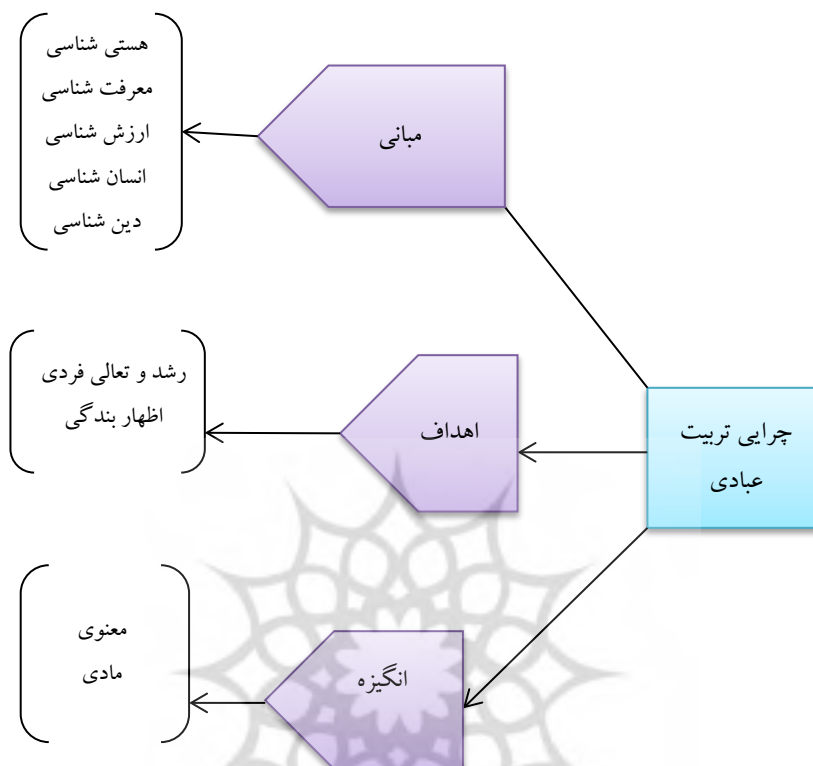 چرایی تربیت
عبادی
مبانی
هستی شناسی
معرفت شناسی
ارزش شناسی
انسان شناسی
دین شناسی
اهداف
رشد و تعالی فردی
اظهار بندگی
انگیزه
معنوی
مادی